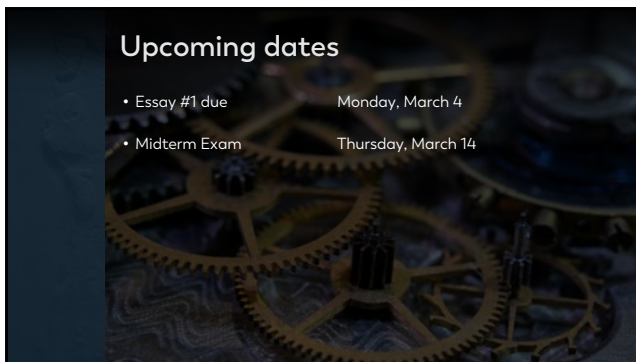 Upcoming dates
• Essay #1 due Monday, March 4
• Midterm Exam Thursday, March 14